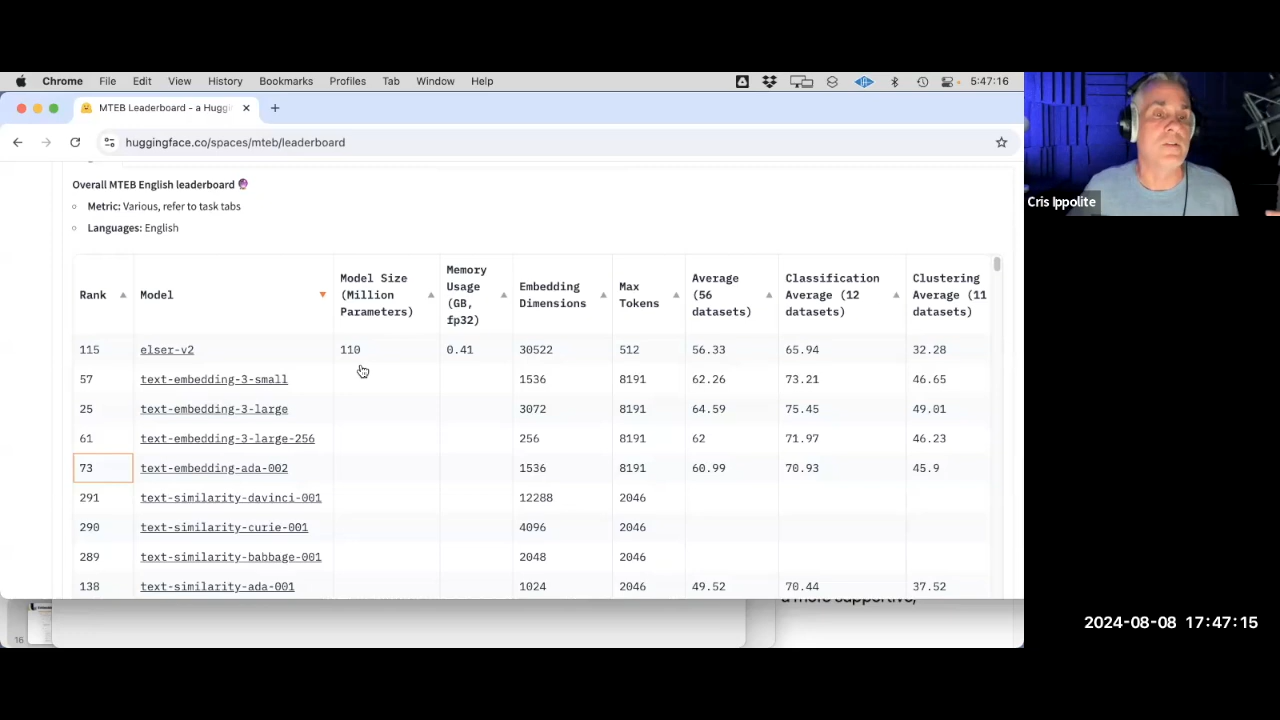 Chrome File Edit View History Bookmarks Profiles Tab Window Help 5:47:16
MTEB Leaderboard - a Huggi
huggingface.co/spaces/mteb/leaderboard
Cris Ippolite
Overall MTEB English leaderboard
Metric: Various, refer to task tabs
Languages: English
Rank Model Model Size (Million Parameters) Memory Usage (GB, fp32) Embedding Dimensions Max Tokens Average (56 datasets) Classification Average (12 datasets) Clustering Average (11 datasets)
115 elser-v2 110 0.41 30522 512 56.33 65.94 32.28
57 text-embedding-3-small 1536 8191 62.26 73.21 46.65
25 text-embedding-3-large 3072 8191 64.59 75.45 49.01
61 text-embedding-3-large-256 256 8191 62 71.97 46.23
73 text-embedding-ada-002 1536 8191 60.99 70.93 45.9
291 text-similarity-davinci-001 12288 2046
290 text-similarity-curie-001 4096 2046
289 text-similarity-babbage-001 2048 2046
138 text-similarity-ada-001 1024 2046 49.52 70.44 37.52
a more supportive,
16
2024-08-08 17:47:15